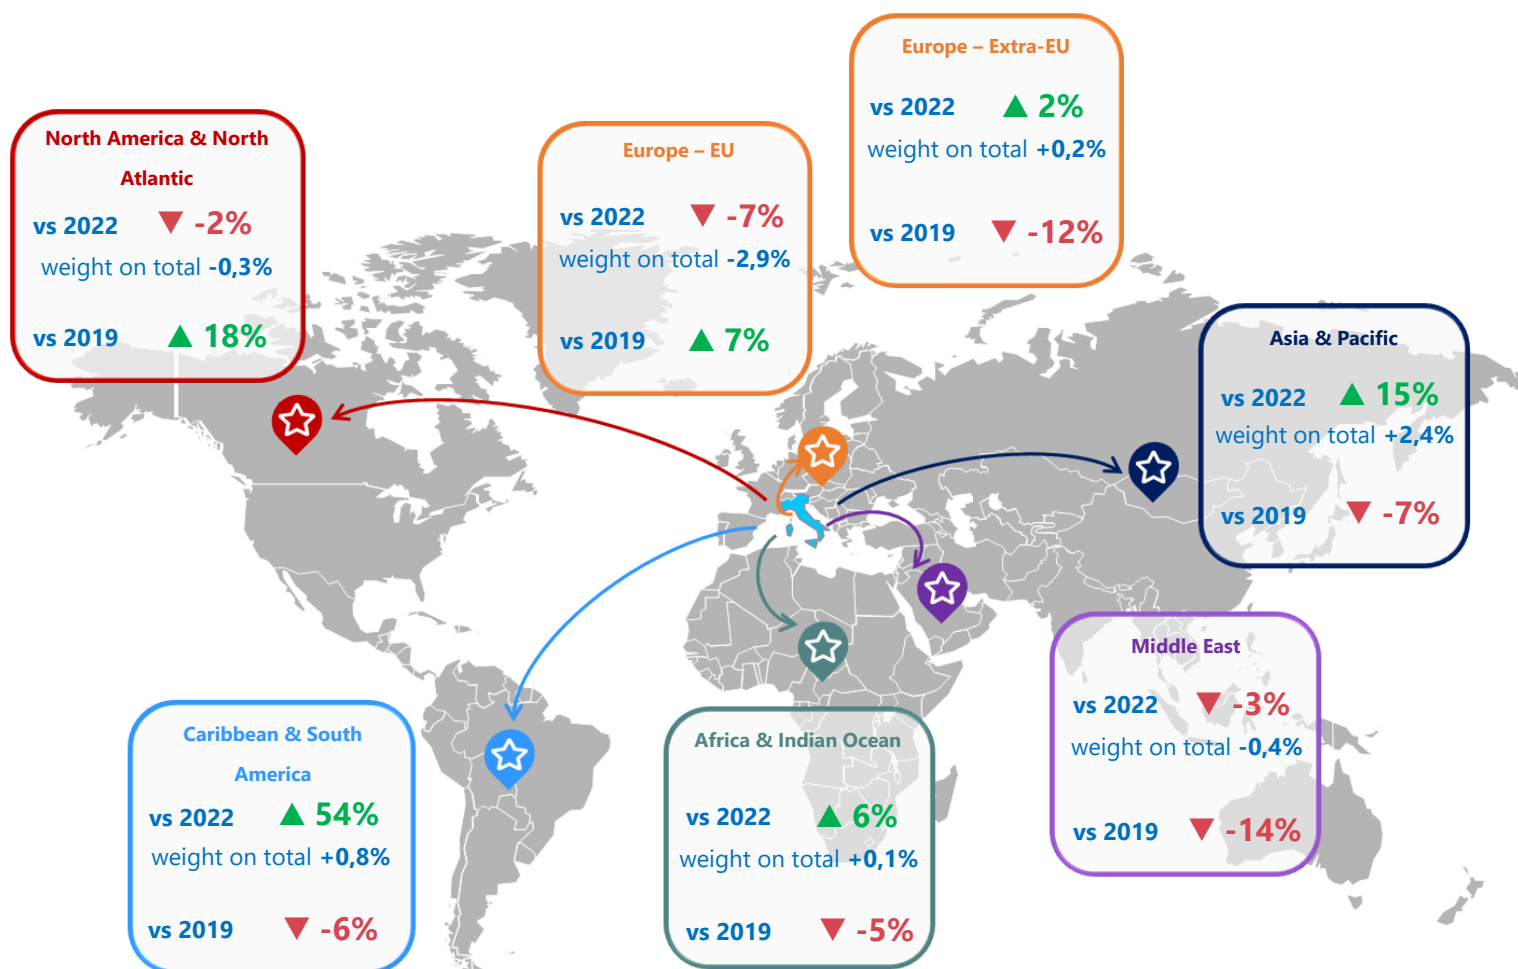 Europe – Extra-EU
vs 2022 ▲ 2%
weight on total +0,2%
vs 2019 ▼ -12%
North America & North
Atlantic
vs 2022 ▼ -2%
weight on total -0,3%
vs 2019 ▲ 18%
Europe – EU
vs 2022 ▼ -7%
weight on total -2,9%
vs 2019 ▲ 7%
Asia & Pacific
vs 2022 ▲ 15%
weight on total +2,4%
vs 2019 ▼ -7%
Middle East
vs 2022 ▼ -3%
weight on total -0,4%
vs 2019 ▼ -14%
Caribbean & South
America
vs 2022 ▲ 54%
weight on total +0,8%
vs 2019 ▼ -6%
Africa & Indian Ocean
vs 2022 ▲ 6%
weight on total +0,1%
vs 2019 ▼ -5%